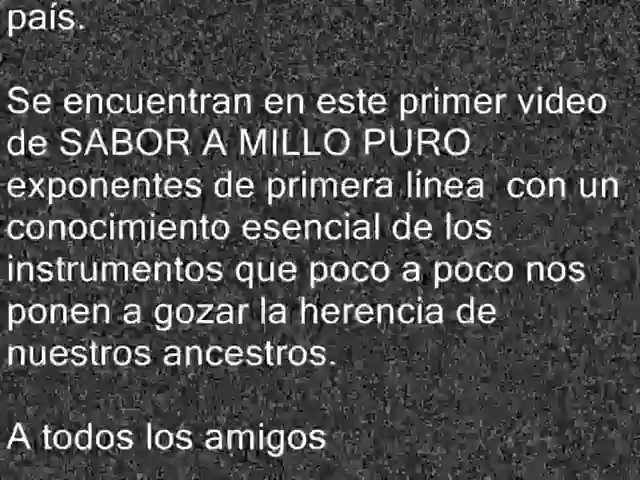 país.
Se encuentran en este primer video
de SABOR A MILLO PURO
exponentes de primera línea  con un
conocimiento esencial de los
instrumentos que poco a poco nos
ponen a gozar la herencia de
nuestros ancestros.
A todos los amigos